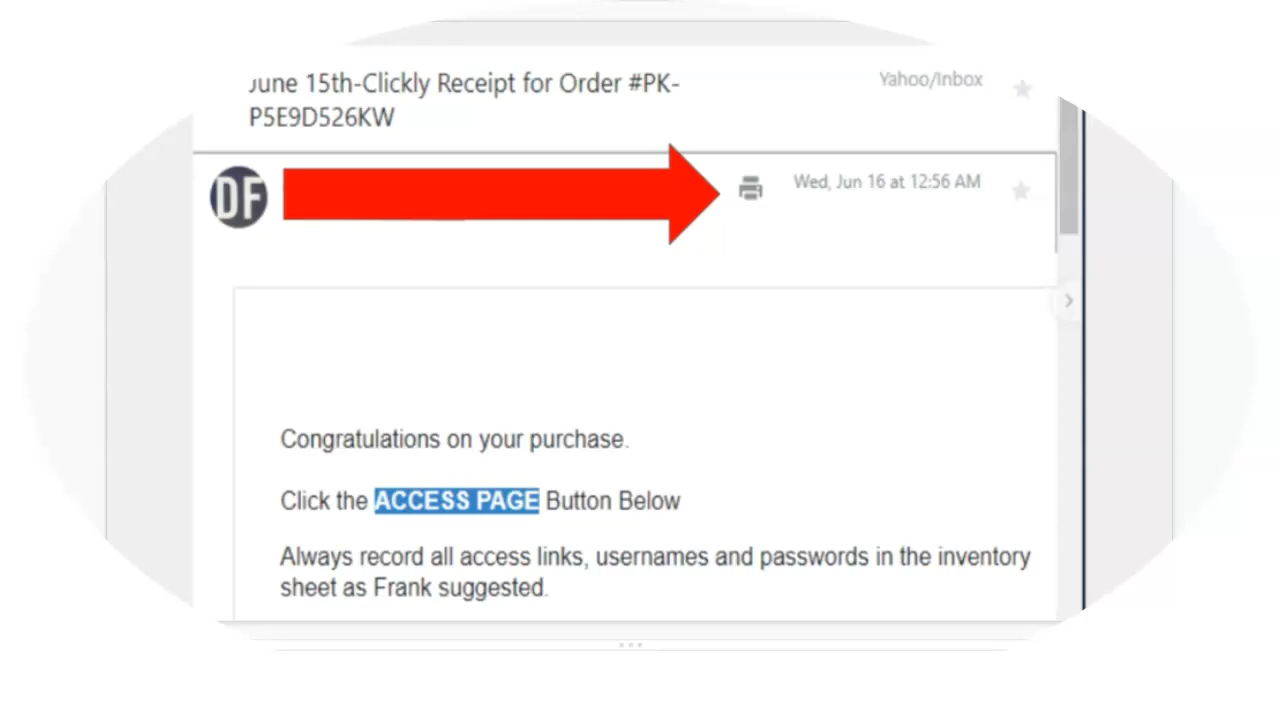 June 15th-Clickly Receipt for Order #PK-
P5E9D526KW
Yahoo/Inbox
DF
Wed, Jun 16 at 12:56 AM
Congratulations on your purchase.
Click the ACCESS PAGE Button Below
Always record all access links, usernames and passwords in the inventory
sheet as Frank suggested.